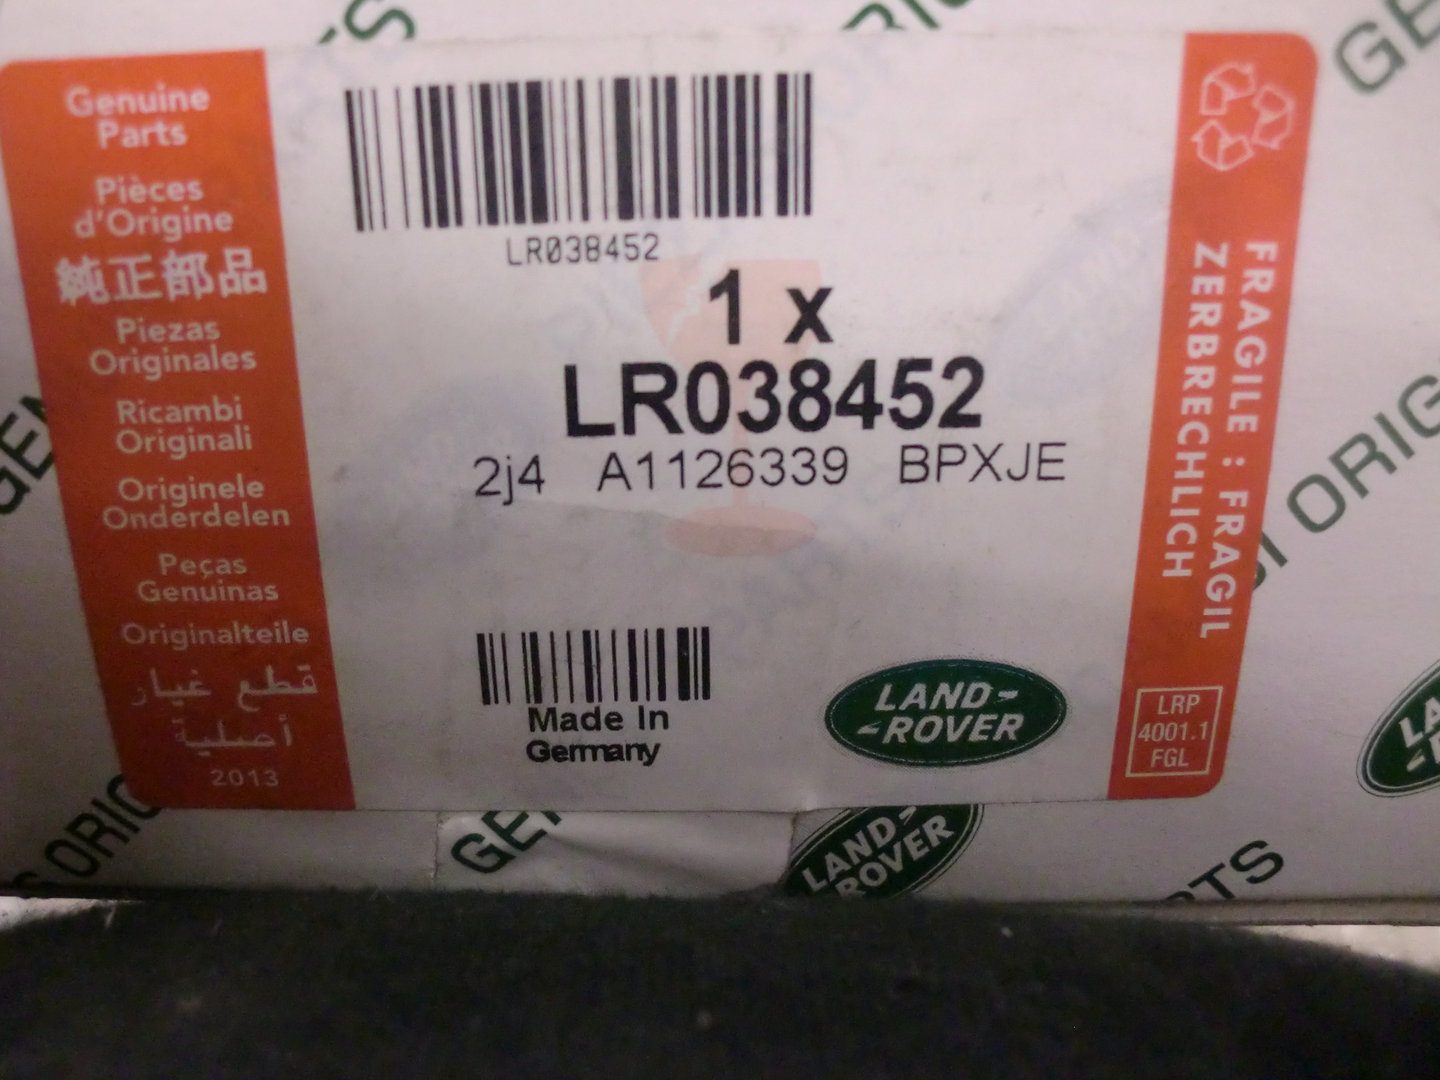 Genuine
Parts
Pièces
d'Origine
純正部品
Piezas
Originales
Ricambi
Originali
Originele
Onderdelen
Peças
Genuinas
Originalteile
قطع غيار
أصلية
2013
LR038452
1 x
LR038452
2j4 A1126339 BPXJE
Made In
Germany
LAND-
ROVER
FRAGILE : FRAGIL
ZERBRECHLICH
LRP
4001.1
FGL
LAND-
ROVER